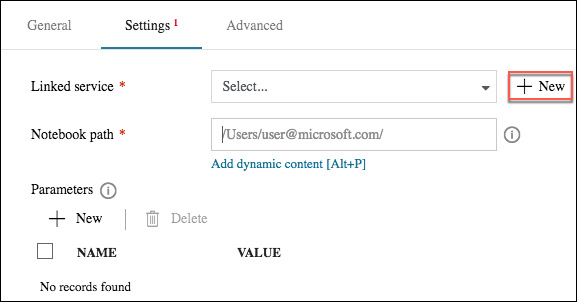 General Settings 1 Advanced
Linked service * Select... + New
Notebook path * /Users/user@microsoft.com/
Add dynamic content [Alt+P]
Parameters
+ New Delete
NAME VALUE
No records found